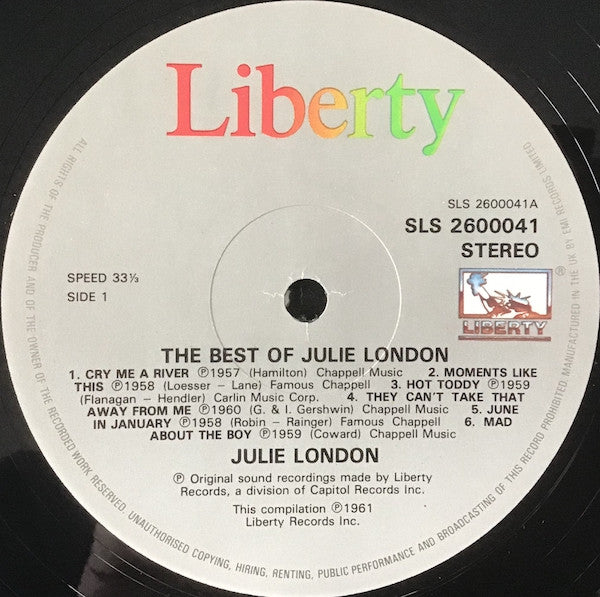 Liberty
SLS 2600041A
SLS 2600041
STEREO
SPEED 33⅓
SIDE 1
LIBERTY
®
THE BEST OF JULIE LONDON
1. CRY ME A RIVER ℗1957 (Hamilton) Chappell Music 2. MOMENTS LIKE
THIS ℗1958 (Loesser - Lane) Famous Chappell 3. HOT TODDY ℗1959
(Flanagan - Hendler) Carlin Music Corp. 4. THEY CAN'T TAKE THAT
AWAY FROM ME ℗1960 (G. & I. Gershwin) Chappell Music 5. JUNE
IN JANUARY ℗1958 (Robin - Rainger) Famous Chappell 6. MAD
ABOUT THE BOY ℗1959 (Coward) Chappell Music
JULIE LONDON
℗ Original sound recordings made by Liberty
Records, a division of Capitol Records Inc.
This compilation ℗1961
Liberty Records Inc.
ALL RIGHTS OF THE PRODUCER AND OF THE OWNER OF THE RECORDED WORK RESERVED. UNAUTHORISED COPYING, HIRING, RENTING, PUBLIC PERFORMANCE AND BROADCASTING OF THIS RECORD PROHIBITED. MANUFACTURED IN THE UK BY EMI RECORDS LIMITED